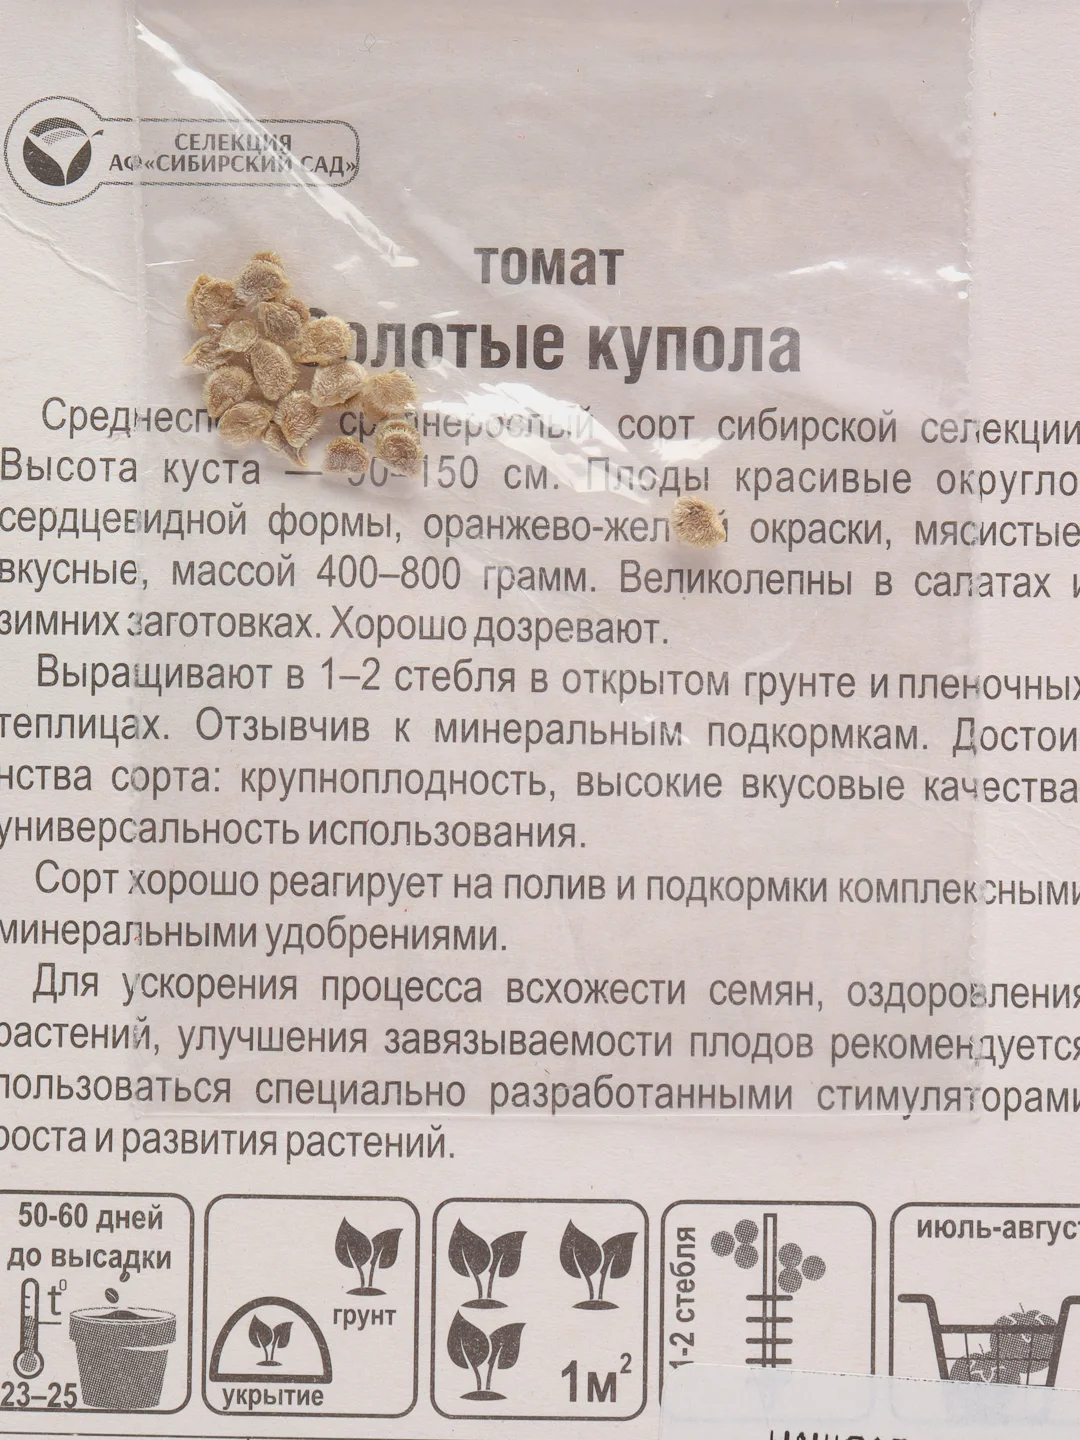 СЕЛЕКЦИЯ
АФ«СИБИРСКИЙ САД»
томат
олотые купола
Среднесп ср днерослый сорт сибирской селекции
Высота куста — 90–150 см. Плоды красивые округло
сердцевидной формы, оранжево-жел й окраски, мясистые
вкусные, массой 400–800 грамм. Великолепны в салатах и
зимних заготовках. Хорошо дозревают.
Выращивают в 1–2 стебля в открытом грунте и пленочных
теплицах. Отзывчив к минеральным подкормкам. Достои
нства сорта: крупноплодность, высокие вкусовые качества
универсальность использования.
Сорт хорошо реагирует на полив и подкормки комплексными
минеральными удобрениями.
Для ускорения процесса всхожести семян, оздоровления
растений, улучшения завязываемости плодов рекомендуется
пользоваться специально разработанными стимуляторами
роста и развития растений.
50-60 дней
до высадки
t⁰
23–25
грунт
укрытие
1м²
1-2 стебля
июль-август